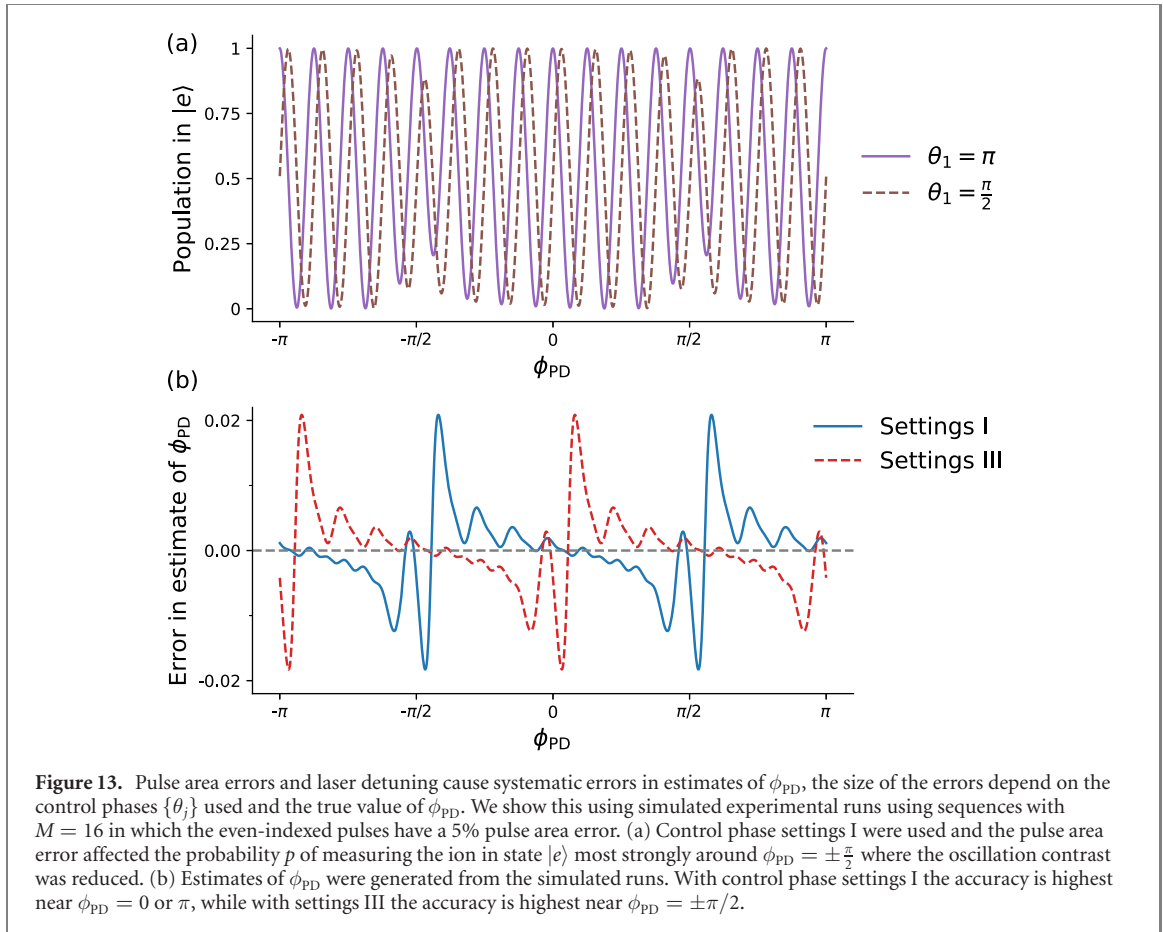 (a)
Population in |e⟩
1
0.75
0.5
0.25
0
-π
-π/2
0
π/2
π
ϕ_PD
θ₁ = π
θ₁ = π/2
(b)
Error in estimate of ϕ_PD
0.02
0.00
-0.02
-π
-π/2
0
π/2
π
ϕ_PD
Settings I
Settings III
Figure 13. Pulse area errors and laser detuning cause systematic errors in estimates of ϕ_PD, the size of the errors depend on the
control phases {θ_j} used and the true value of ϕ_PD. We show this using simulated experimental runs using sequences with
M = 16 in which the even-indexed pulses have a 5% pulse area error. (a) Control phase settings I were used and the pulse area
error affected the probability p of measuring the ion in state |e⟩ most strongly around ϕ_PD = ±π/2 where the oscillation contrast
was reduced. (b) Estimates of ϕ_PD were generated from the simulated runs. With control phase settings I the accuracy is highest
near ϕ_PD = 0 or π, while with settings III the accuracy is highest near ϕ_PD = ±π/2.